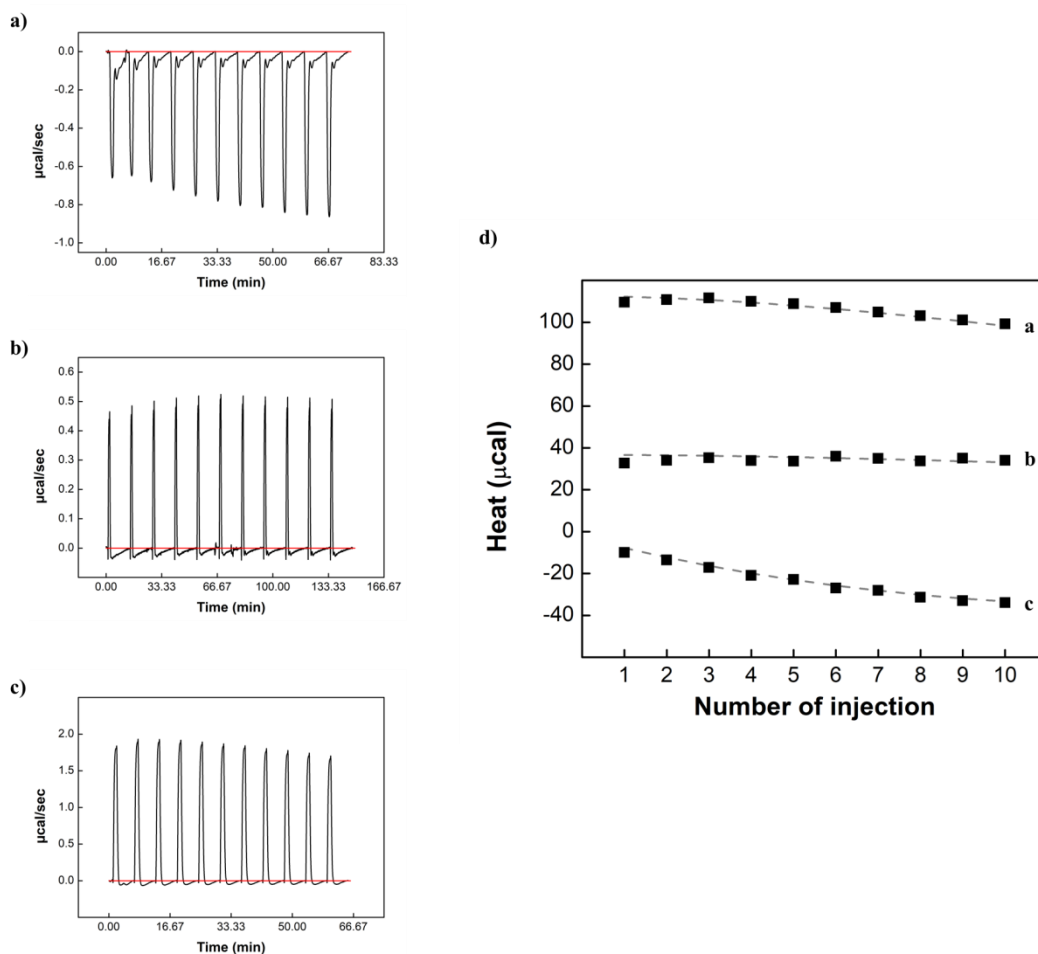 a)
0.0
-0.2
-0.4
-0.6
-0.8
-1.0
µcal/sec
0.00 16.67 33.33 50.00 66.67 83.33
Time (min)
b)
0.6
0.5
0.4
0.3
0.2
0.1
0.0
µcal/sec
0.00 33.33 66.67 100.00 133.33 166.67
Time (min)
c)
2.0
1.5
1.0
0.5
0.0
µcal/sec
0.00 16.67 33.33 50.00 66.67
Time (min)
d)
100
80
60
40
20
0
-20
-40
Heat (µcal)
a
b
c
1 2 3 4 5 6 7 8 9 10
Number of injection